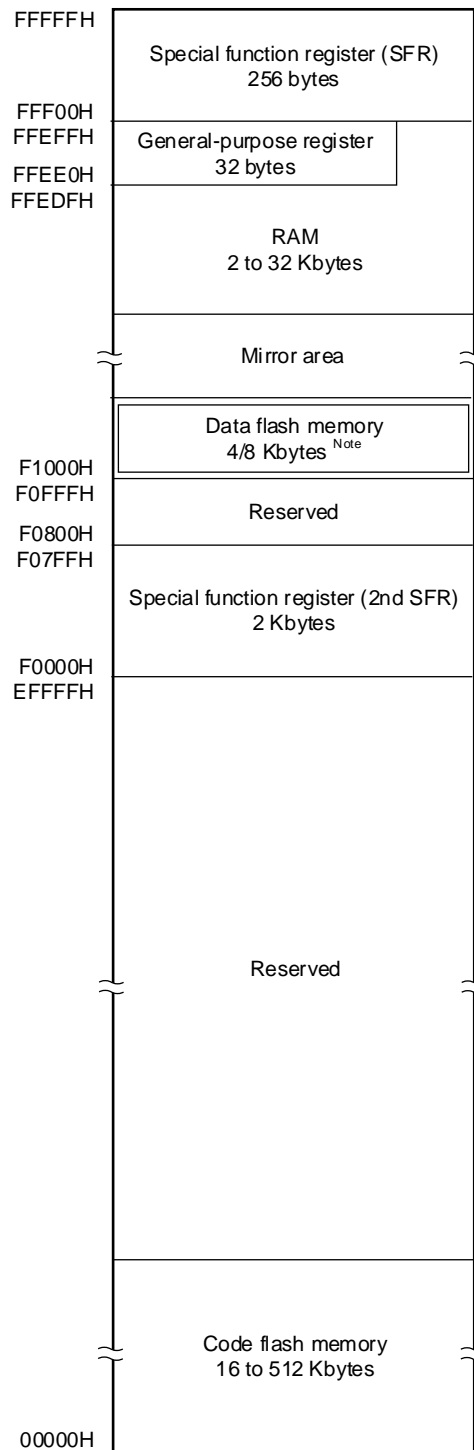 FFFFFH
Special function register (SFR)
256 bytes
FFF00H
FFEFFH
General-purpose register
32 bytes
FFEE0H
FFEDFH
RAM
2 to 32 Kbytes
Mirror area
Data flash memory
4/8 Kbytes Note
F1000H
F0FFFH
Reserved
F0800H
F07FFH
Special function register (2nd SFR)
2 Kbytes
F0000H
EFFFFH
Reserved
Code flash memory
16 to 512 Kbytes
00000H